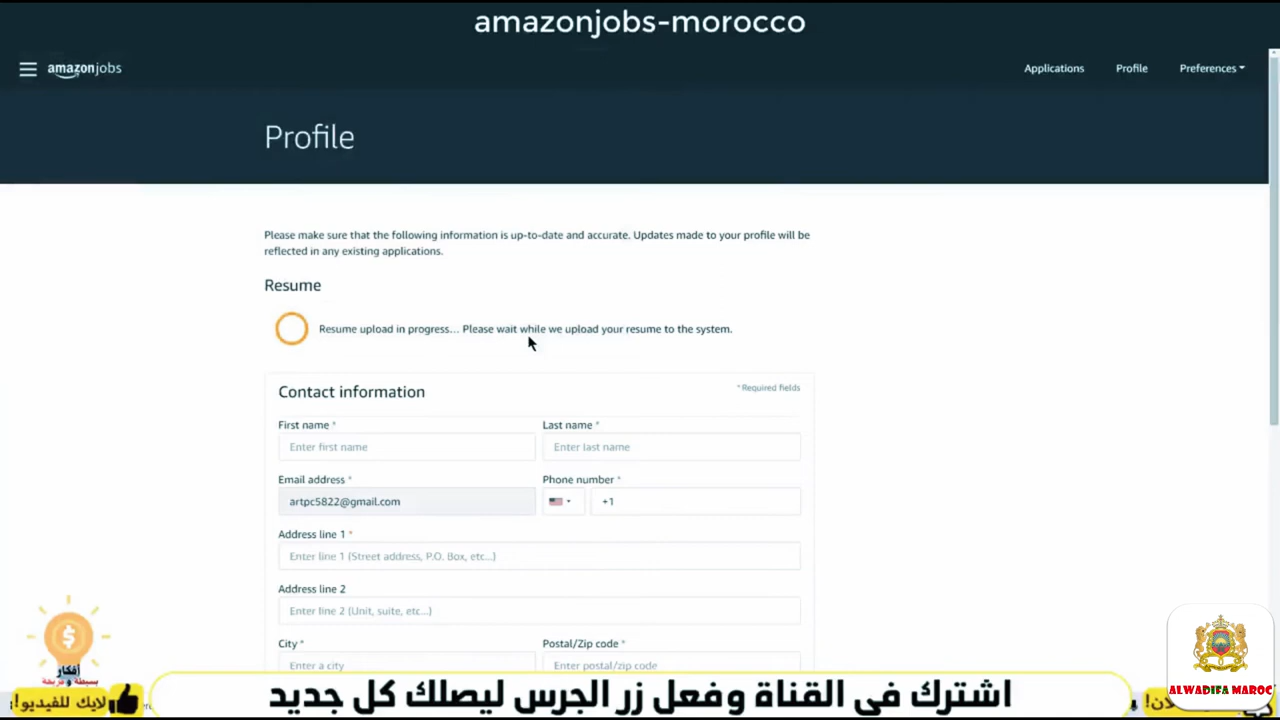 amazonjobs-morocco
amazonjobs
Applications
Profile
Preferences
Profile
Please make sure that the following information is up-to-date and accurate. Updates made to your profile will be
reflected in any existing applications.
Resume
Resume upload in progress... Please wait while we upload your resume to the system.
Contact information
* Required fields
First name *
Last name *
Enter first name
Enter last name
Email address *
Phone number *
artpc5822@gmail.com
+1
Address line 1 *
Enter line 1 (Street address, P.O. Box, etc...)
Address line 2
Enter line 2 (Unit, suite, etc...)
City *
Postal/Zip code *
Enter a city
Enter postal/zip code
أفكار
بسيطة و مربحة
ALWADIFA MAROC
لايك للفيديو!
اشترك في القناة وفعل زر الجرس ليصلك كل جديد